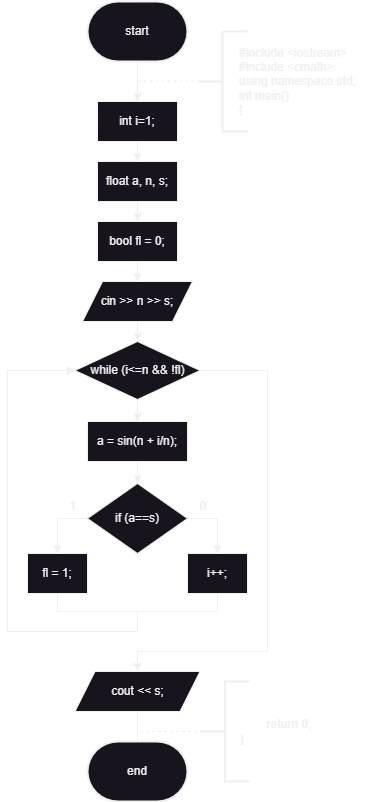 start
#include <iostream>
#include <cmath>
using namespace std;
int main()
{
int i=1;
float a, n, s;
bool fl = 0;
cin >> n >> s;
while (i<=n && !fl)
a = sin(n + i/n);
1
0
if (a==s)
fl = 1;
i++;
cout << s;
return 0;
}
end